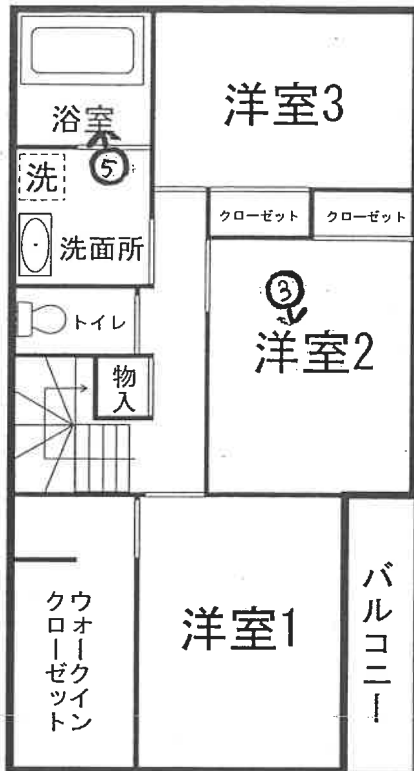 浴室
洋室3
⑤
洗
洗面所
クローゼット
クローゼット
③
トイレ
洋室2
物入
ウォークイン
クローゼット
洋室1
バルコニー